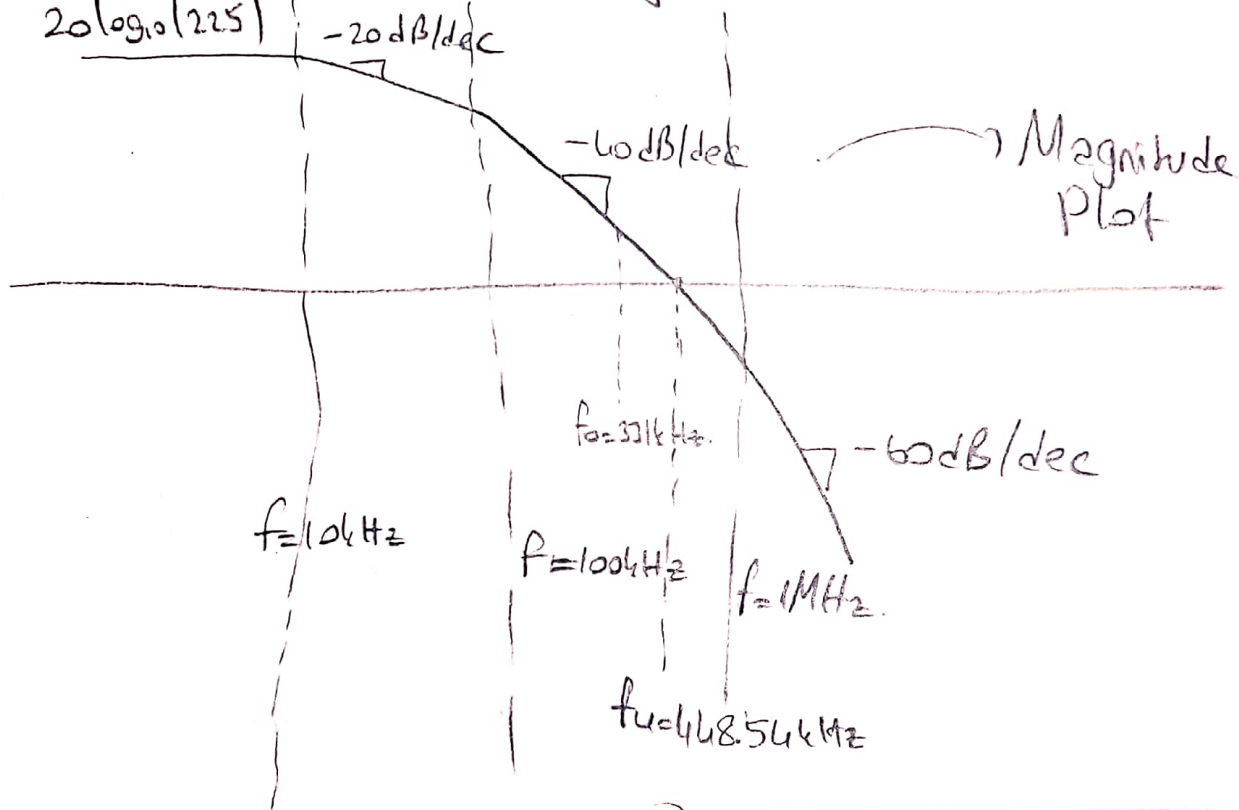 20log₁₀(225)
-20dB/dec
-40dB/dec
Magnitude
Plot
f₀=331kHz.
-60dB/dec
f=10kHz
f=100kHz
f=1MHz.
fu=448.54kHz